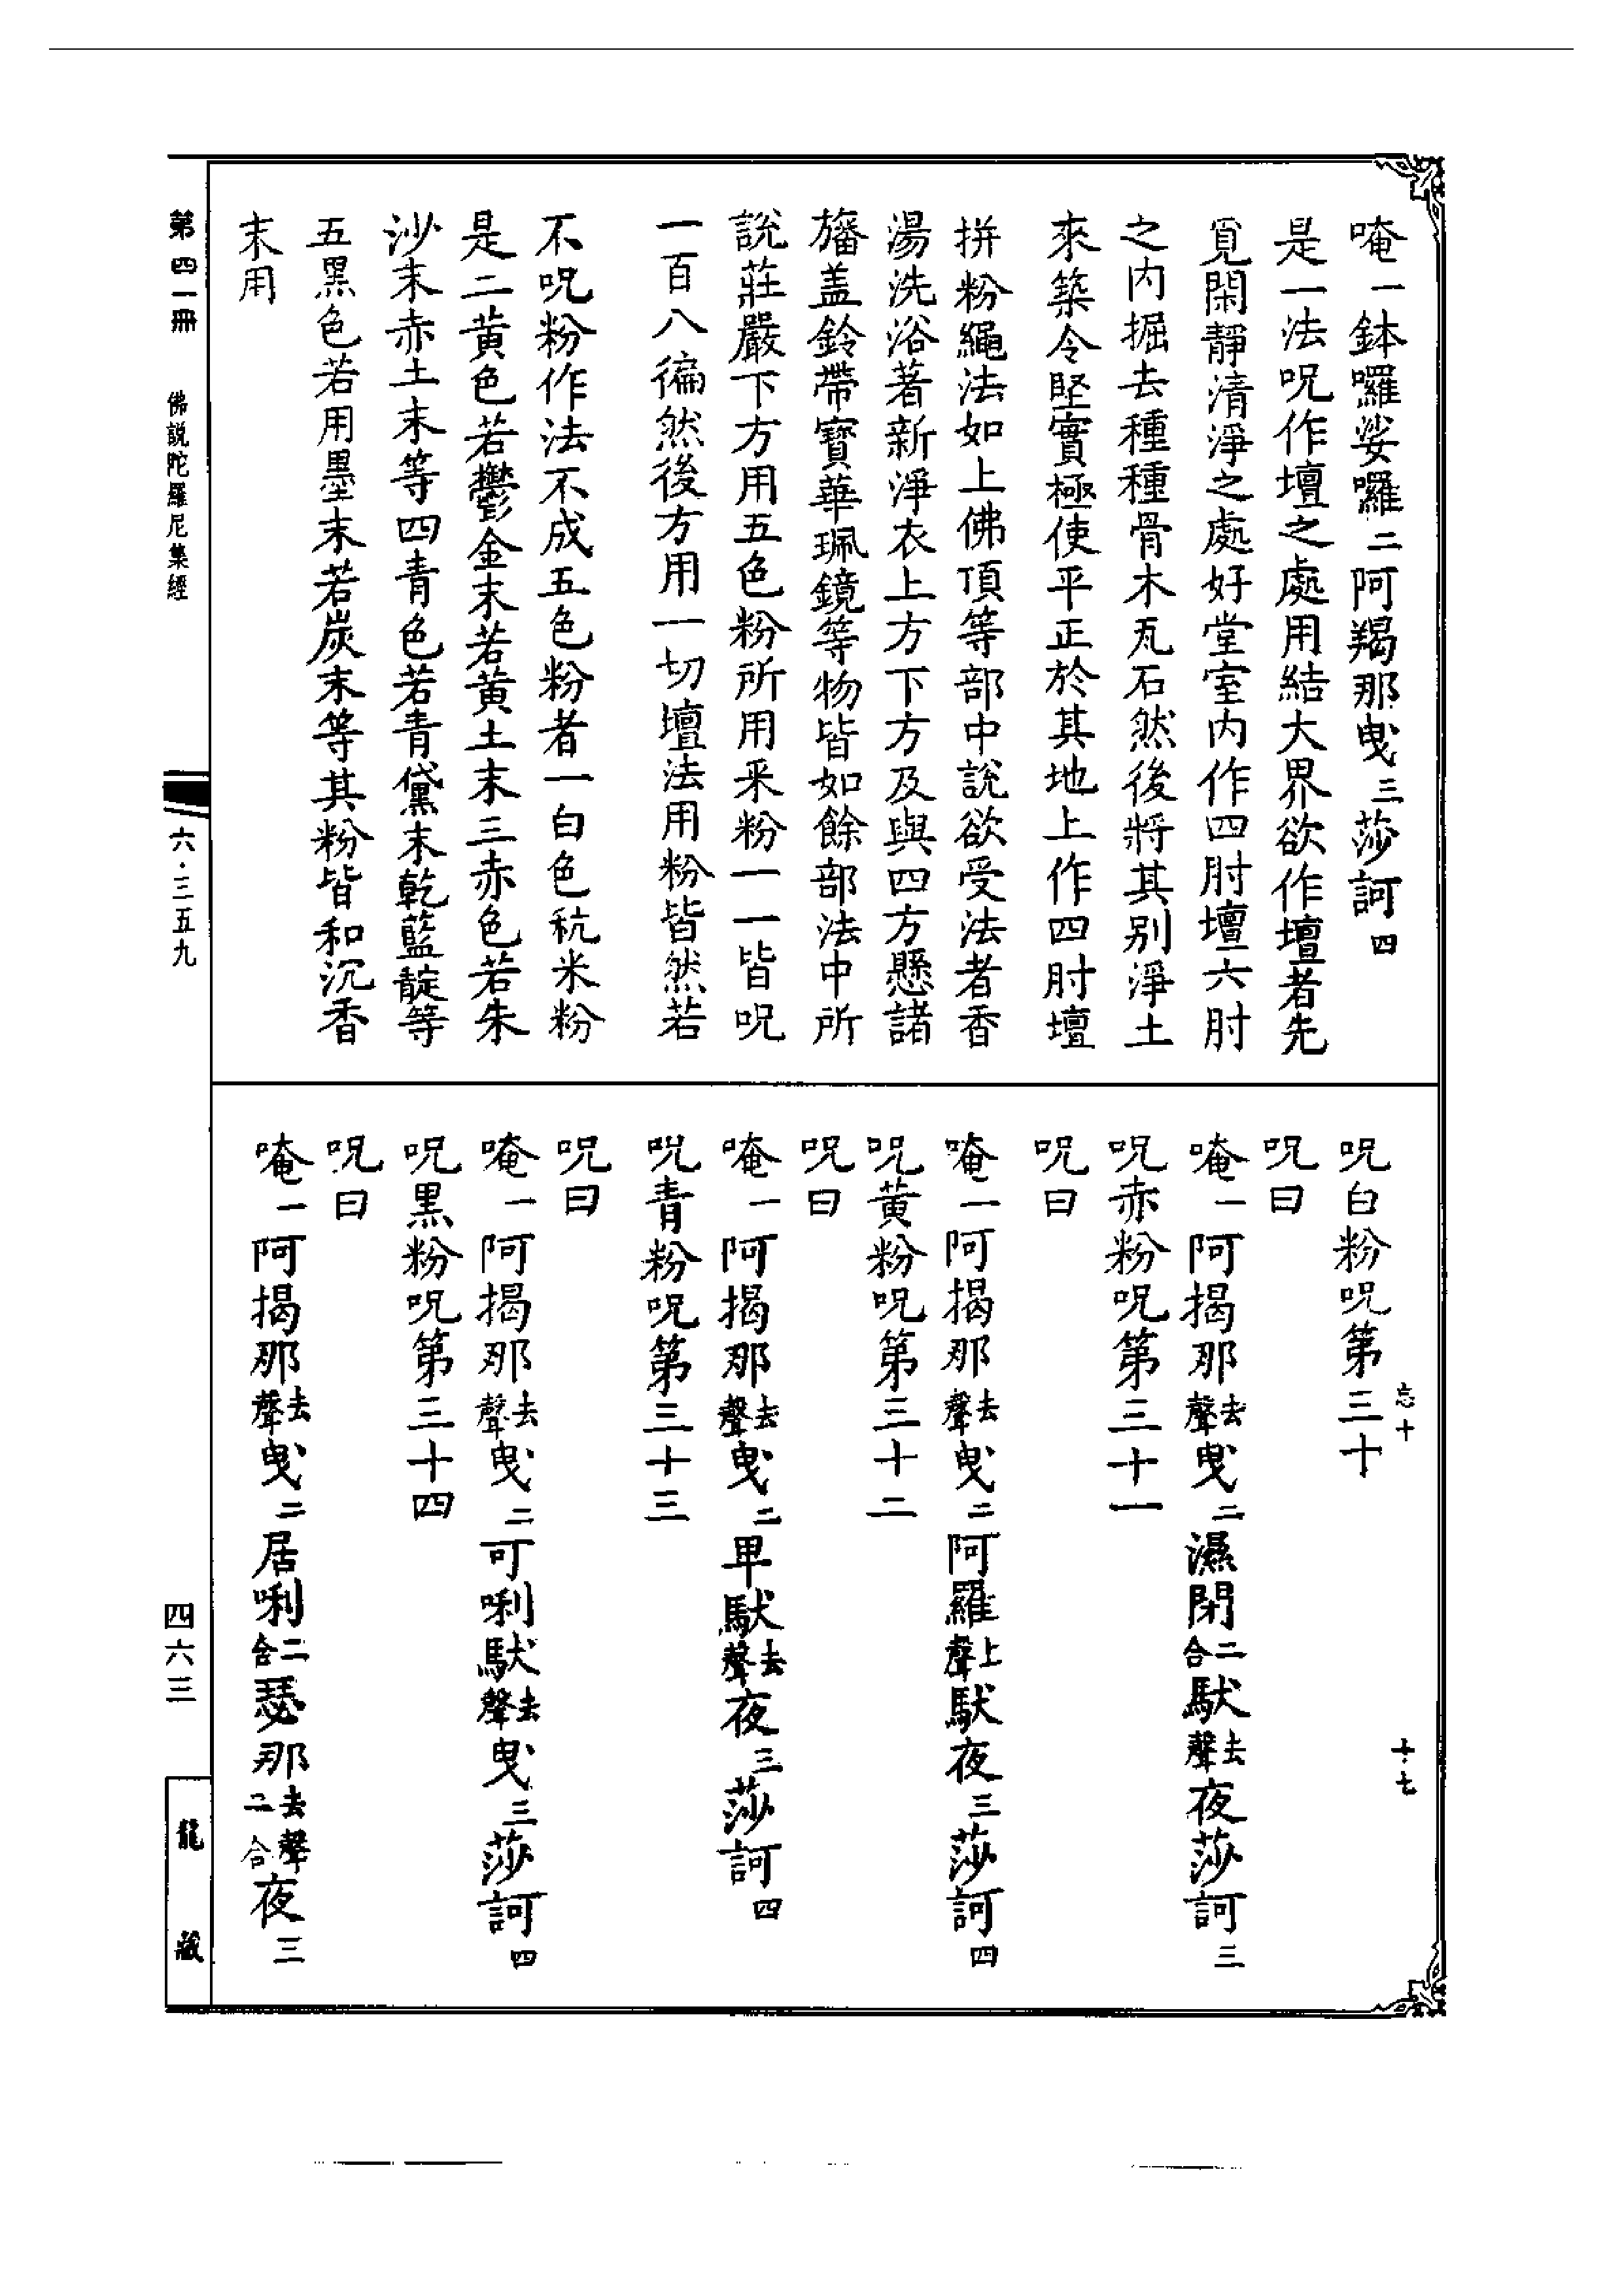 唵一鉢囉娑囉二阿羯那曳三莎訶四
是一法呪作壇之處用結大界欲作壇者先
覓閑靜清淨之處好堂室內作四肘壇六肘
之內掘去種種骨木瓦石然後將其别淨土
來築令堅實極使平正於其地上作四肘壇
拼粉繩法如上佛頂等部中說欲受法者香
湯洗浴著新淨衣上方下方及與四方懸諸
旛盖鈴帶寶華珮鏡等物皆如餘部法中所
說莊嚴下方用五色粉所用釆粉一一皆呪
一百八徧然後方用一切壇法用粉皆然若
不呪粉作法不成五色粉者一白色秔米粉
是二黄色若鬱金末若黄土末三赤色若朱
沙末赤土末等四青色若青黛末乾藍靛等
五黑色若用墨末若炭末等其粉皆和沉香
末用
呪白粉呪第三十
呪曰
唵一阿揭那去聲曳二濕閉二合馱去聲夜莎訶三
呪赤粉呪第三十一
呪曰
唵一阿揭那去聲曳二阿羅上聲馱夜三莎訶四
呪黄粉呪第三十二
呪曰
唵一阿揭那去聲曳二卑馱去聲夜三莎訶四
呪青粉呪第三十三
呪曰
唵一阿揭那去聲曳二可唎馱去聲曳三莎訶四
呪黑粉呪第三十四
呪曰
唵一阿揭那去聲曳二居唎二合瑟那去聲二合夜三
忘十
十七
第四一冊
佛説陀羅尼集經
六·三五九
四六三
龍藏